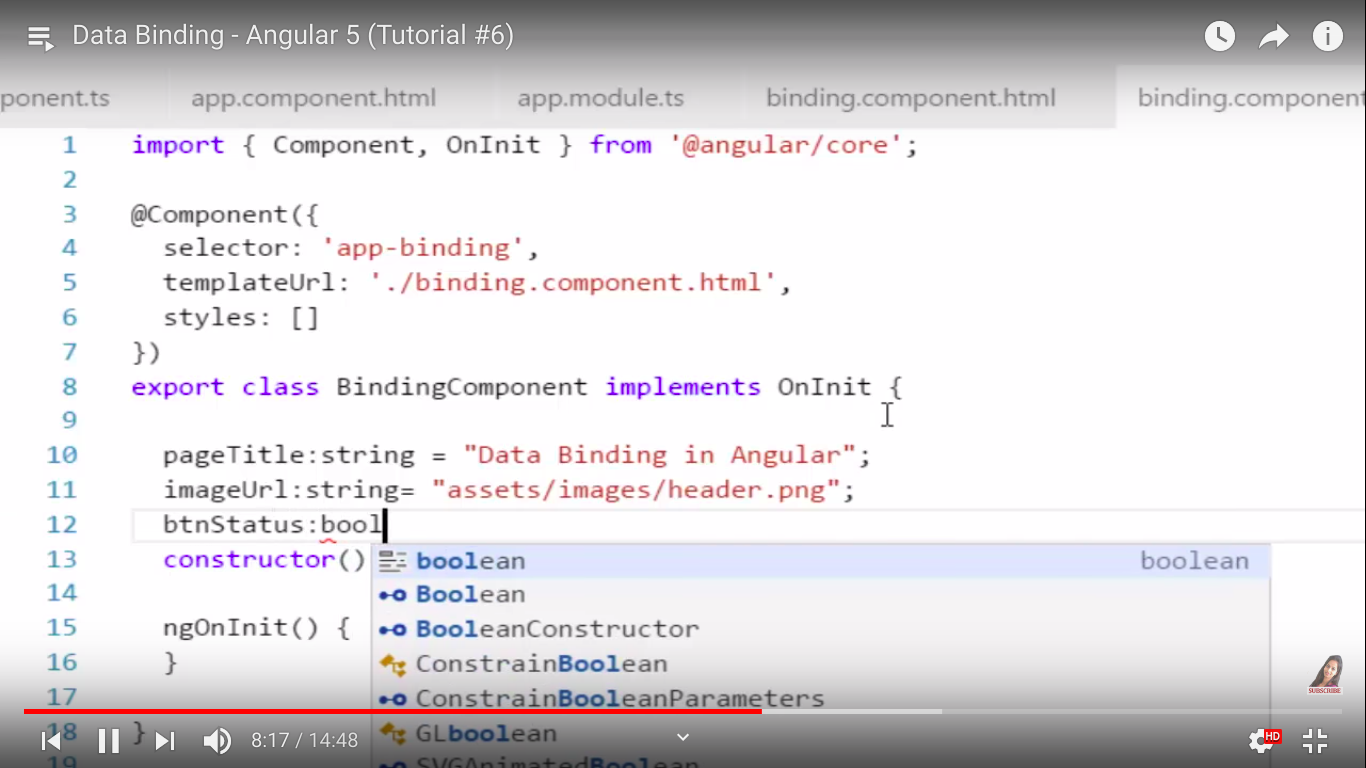 Data Binding - Angular 5 (Tutorial #6)
ponent.ts app.component.html app.module.ts binding.component.html binding.component
1 import { Component, OnInit } from '@angular/core';
2
3 @Component({
4 selector: 'app-binding',
5 templateUrl: './binding.component.html',
6 styles: []
7 })
8 export class BindingComponent implements OnInit {
9
10 pageTitle:string = "Data Binding in Angular";
11 imageUrl:string= "assets/images/header.png";
12 btnStatus:bool
13 constructor() boolean boolean
14 Boolean
15 ngOnInit() { BooleanConstructor
16 } ConstrainBoolean
17 ConstrainBooleanParameters
SUBSCRIBE
18 } GLboolean
8:17 / 14:48 HD
19 SVGAnimatedBoolean